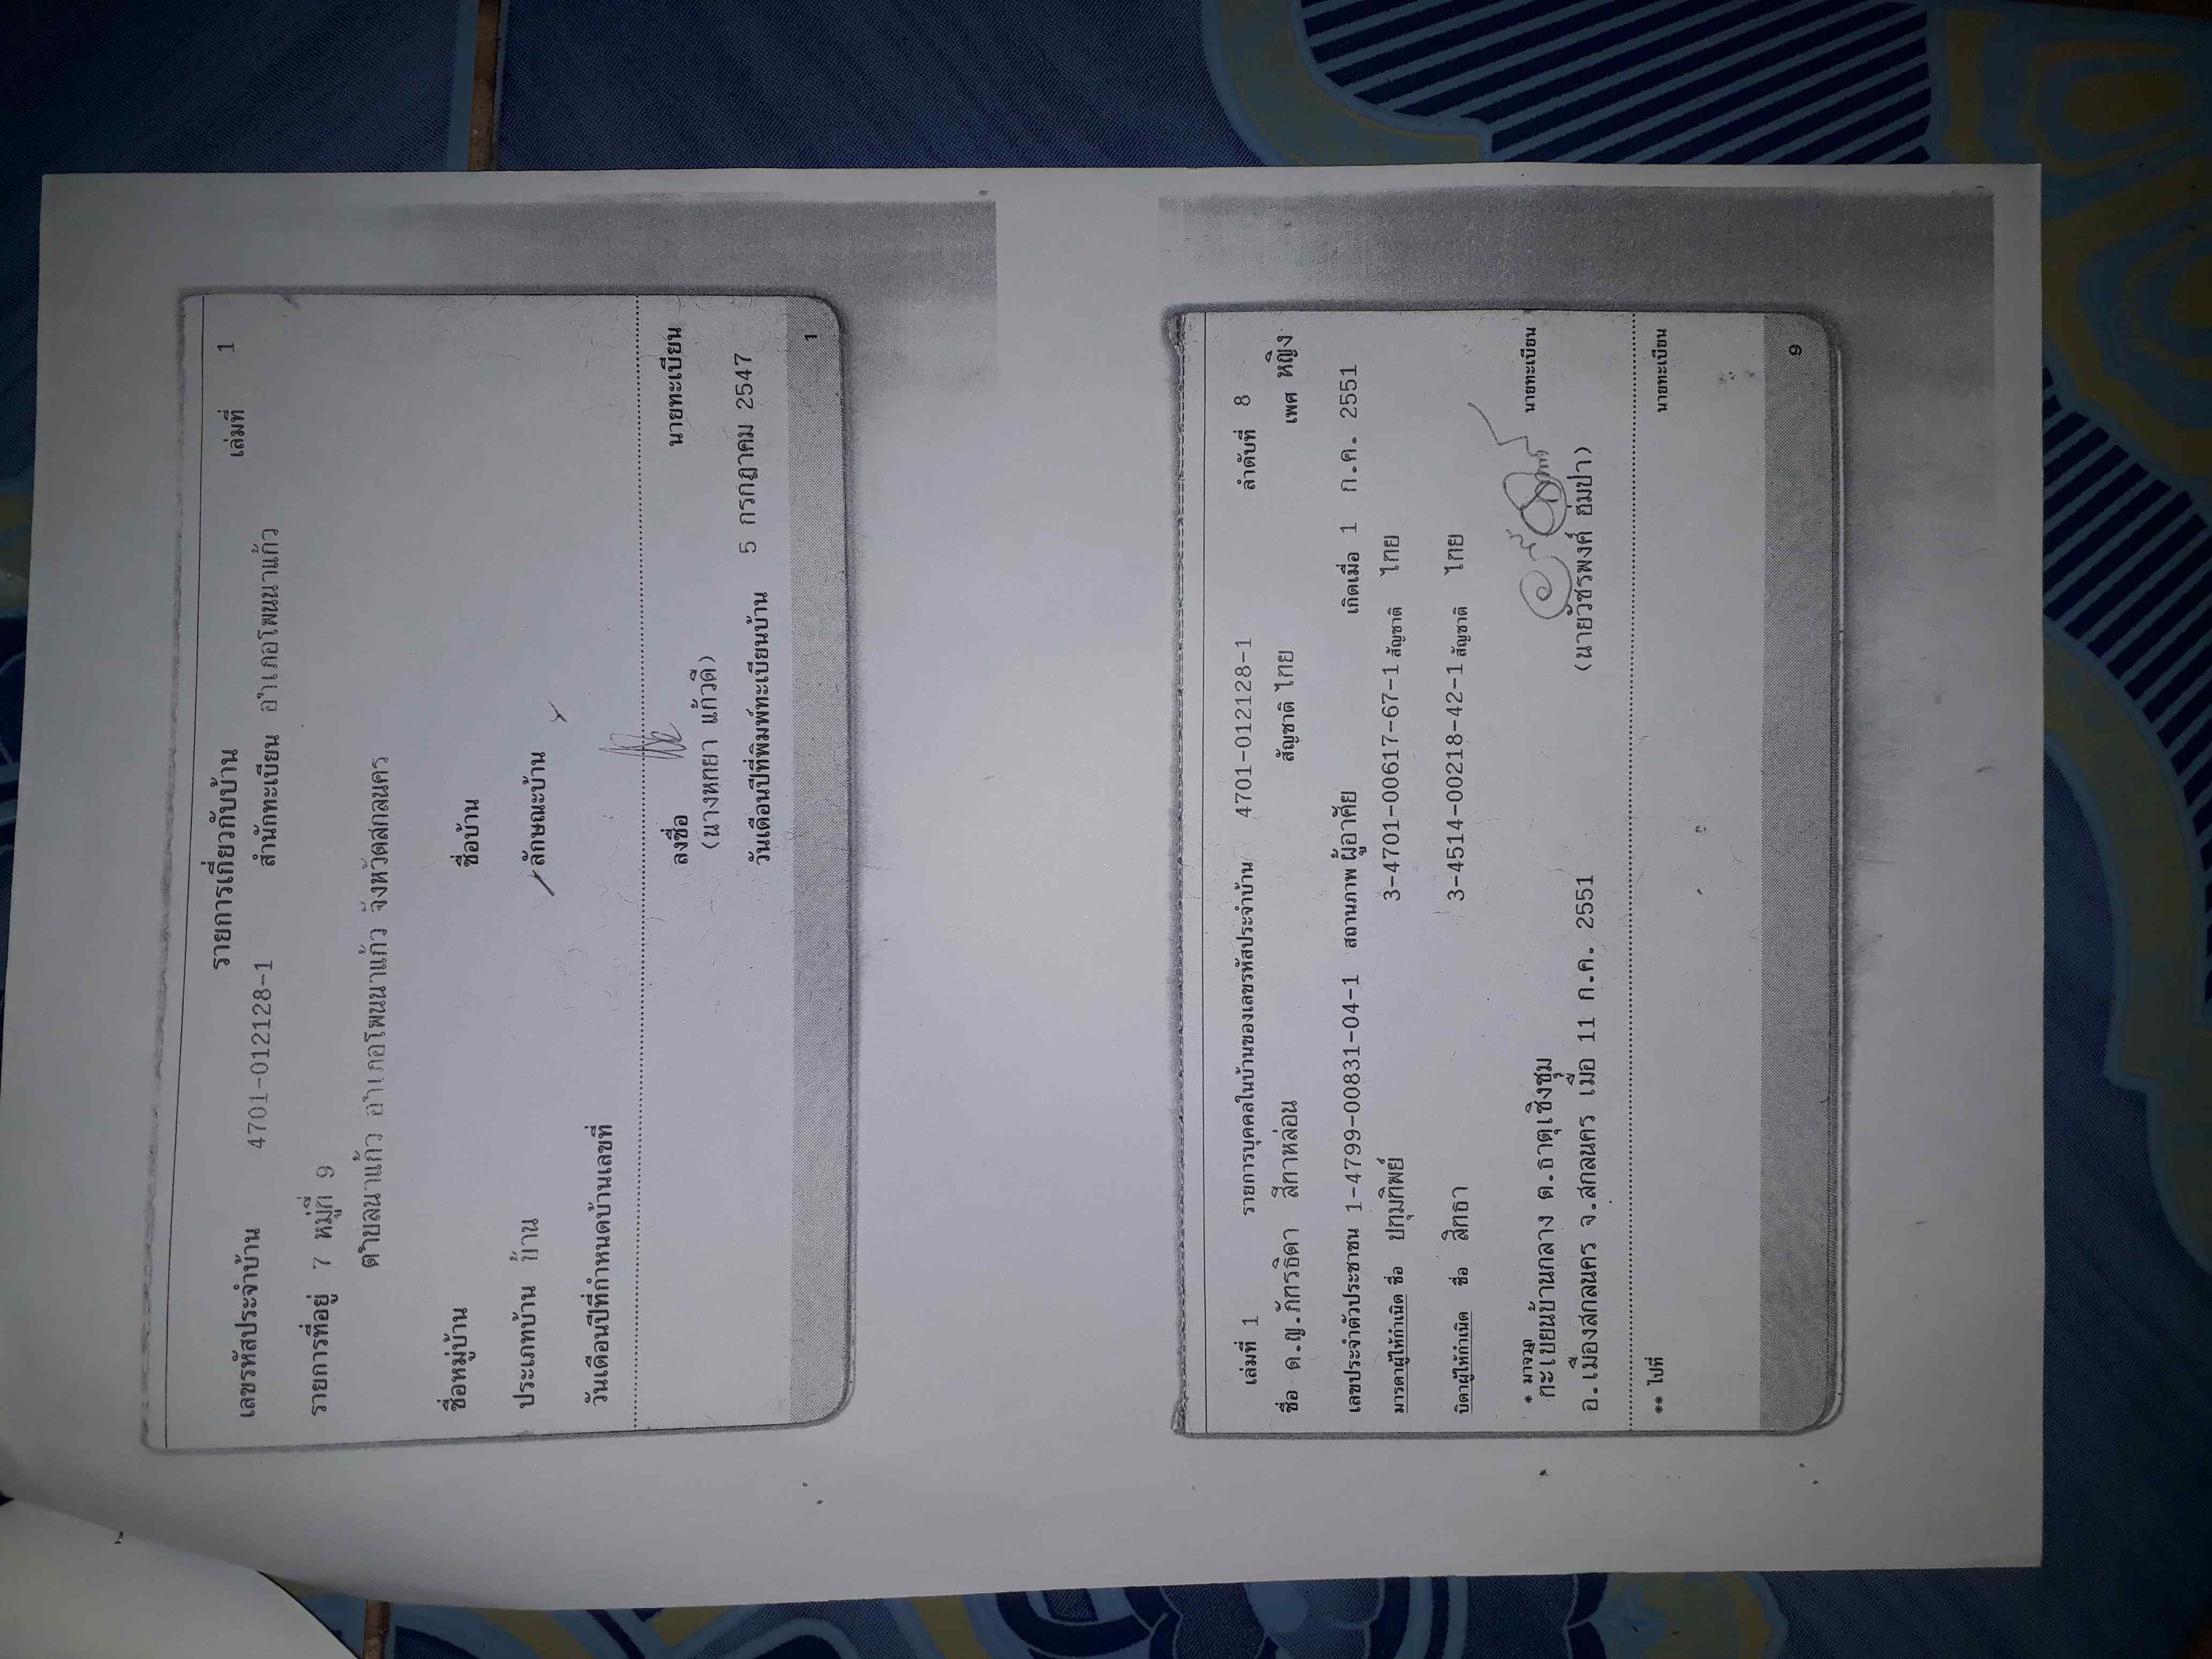 รายการเกี่ยวกับบ้าน เล่มที่ 1
เลขรหัสประจำบ้าน 4701-012128-1 สำนักทะเบียน อำเภอโพนนาแก้ว
รายการที่อยู่ 7 หมู่ที่ 9
ตำบลนาแก้ว อำเภอโพนนาแก้ว จังหวัดสกลนคร
ชื่อหมู่บ้าน ชื่อบ้าน
ประเภทบ้าน บ้าน ลักษณะบ้าน
วันเดือนปีที่กำหนดบ้านเลขที่
ลงชื่อ นายทะเบียน
(นางหทยา แก้วดี)
วันเดือนปีที่พิมพ์ทะเบียนบ้าน 5 กรกฎาคม 2547
1
เล่มที่ 1 รายการบุคคลในบ้านของเลขรหัสประจำบ้าน 4701-012128-1 ลำดับที่ 8
ชื่อ ด.ญ.ภัทรธิดา สีทาหล่อน สัญชาติ ไทย เพศ หญิง
เลขประจำตัวประชาชน 1-4799-00831-04-1 สถานภาพ ผู้อาศัย เกิดเมื่อ 1 ก.ค. 2551
มารดาผู้ให้กำเนิด ชื่อ ปทุมทิพย์ 3-4701-00617-67-1 สัญชาติ ไทย
บิดาผู้ให้กำเนิด ชื่อ สิทธา 3-4514-00218-42-1 สัญชาติ ไทย
* มาจาก
ทะเบียนบ้านกลาง ต.ธาตุเชิงชุม นายทะเบียน
อ.เมืองสกลนคร จ.สกลนคร เมื่อ 11 ก.ค. 2551 (นายวัชรพงศ์ อิ่มปา)
** ไปที่ นายทะเบียน
9